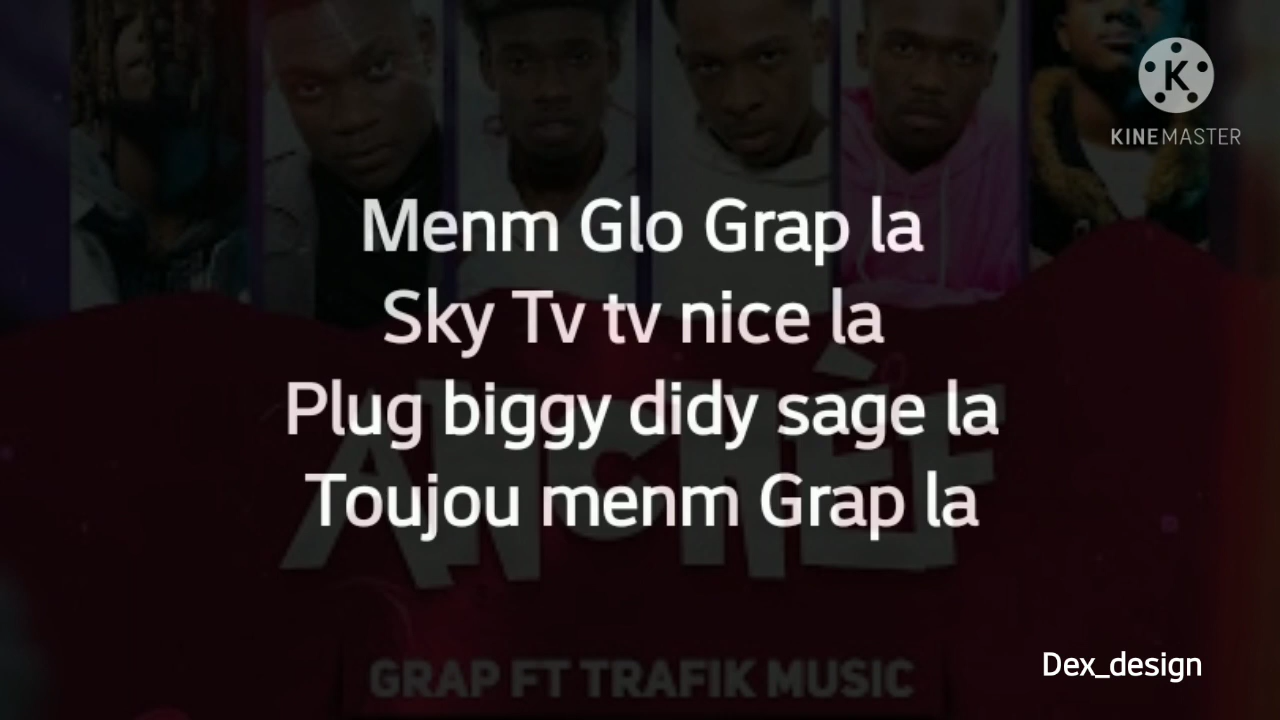 K
KINEMASTER
Menm Glo Grap la
Sky Tv tv nice la
Plug biggy didy sage la
Toujou menm Grap la
ANCHÈF
GRAP FT TRAFIK MUSIC
Dex_design